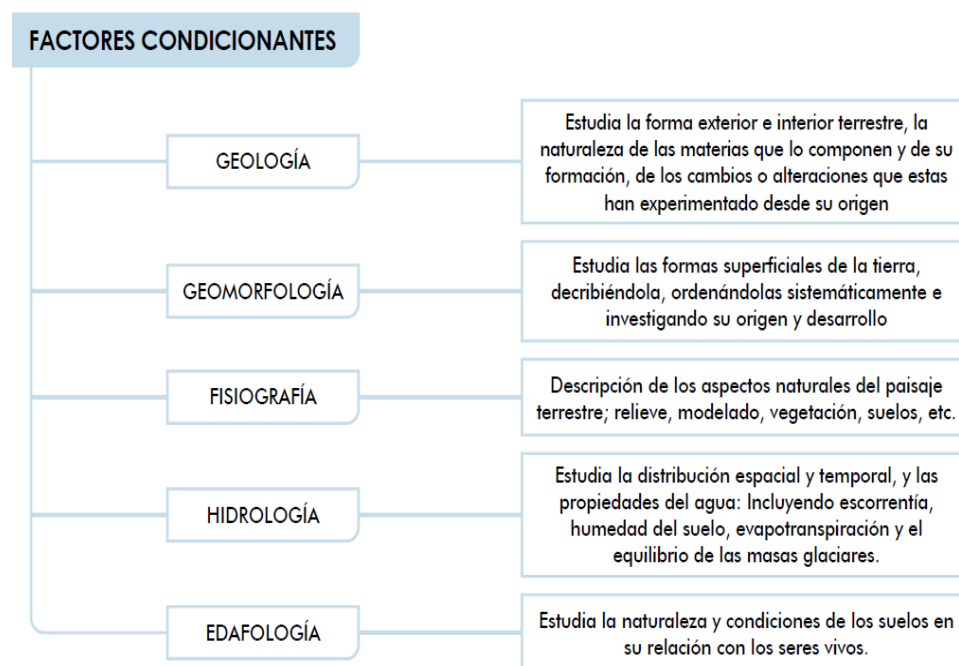 FACTORES CONDICIONANTES
GEOLOGÍA
Estudia la forma exterior e interior terrestre, la
naturaleza de las materias que lo componen y de su
formación, de los cambios o alteraciones que estas
han experimentado desde su origen
GEOMORFOLOGÍA
Estudia las formas superficiales de la tierra,
decribiéndola, ordenándolas sistemáticamente e
investigando su origen y desarrollo
FISIOGRAFÍA
Descripción de los aspectos naturales del paisaje
terrestre; relieve, modelado, vegetación, suelos, etc.
HIDROLOGÍA
Estudia la distribución espacial y temporal, y las
propiedades del agua: Incluyendo escorrentía,
humedad del suelo, evapotranspiración y el
equilibrio de las masas glaciares.
EDAFOLOGÍA
Estudia la naturaleza y condiciones de los suelos en
su relación con los seres vivos.